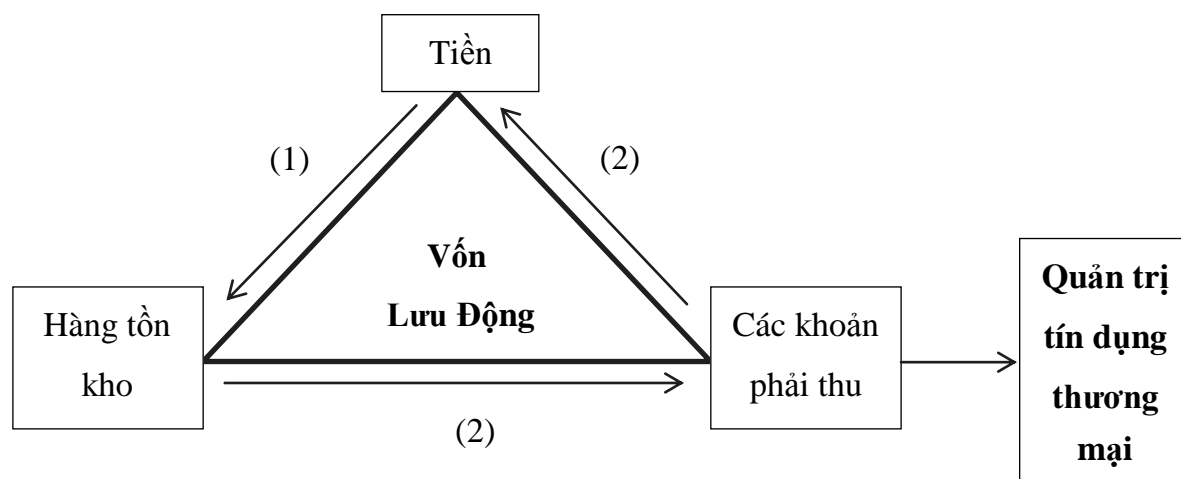 Tiền
(1)
(2)
Vốn
Lưu Động
Hàng tồn
kho
Các khoản
phải thu
(2)
Quản trị
tín dụng
thương
mại